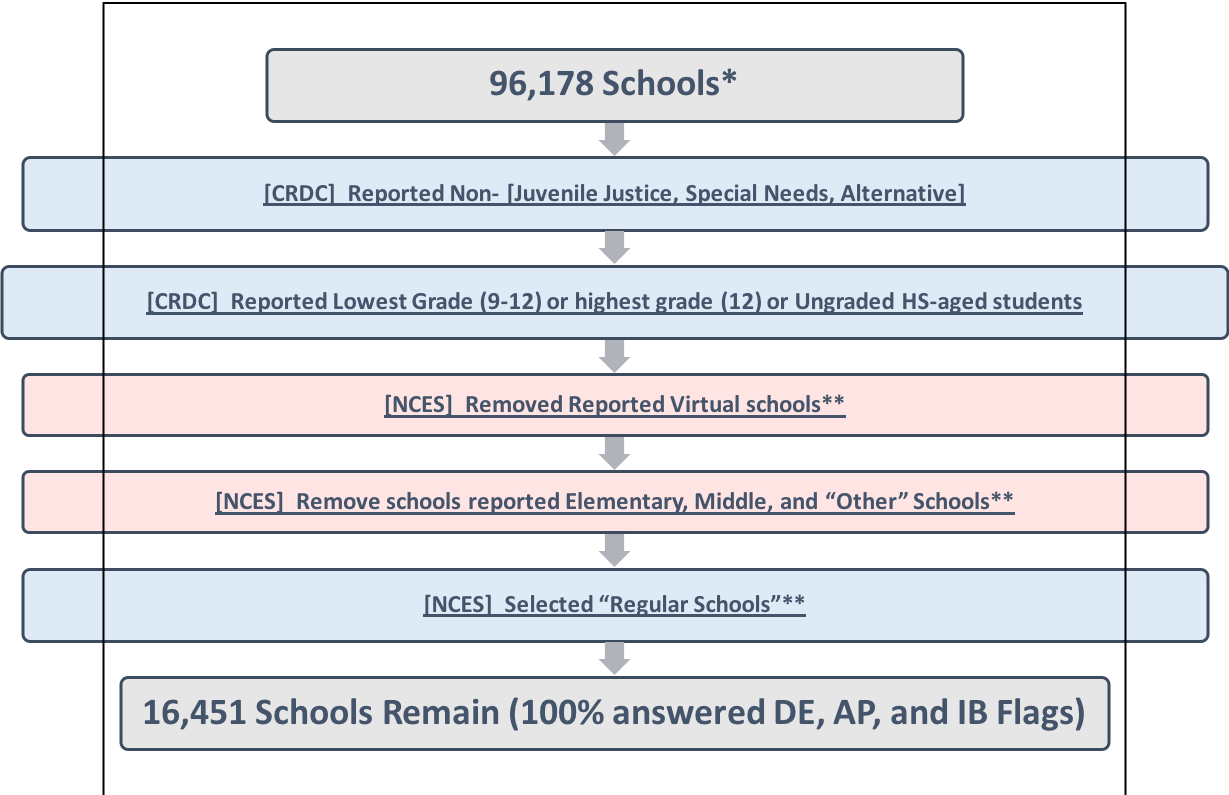 96,178 Schools*
[CRDC]  Reported Non- [Juvenile Justice, Special Needs, Alternative]
[CRDC]  Reported Lowest Grade (9-12) or highest grade (12) or Ungraded HS-aged students
[NCES]  Removed Reported Virtual schools**
[NCES]  Remove schools reported Elementary, Middle, and “Other” Schools**
[NCES]  Selected “Regular Schools”**
16,451 Schools Remain (100% answered DE, AP, and IB Flags)